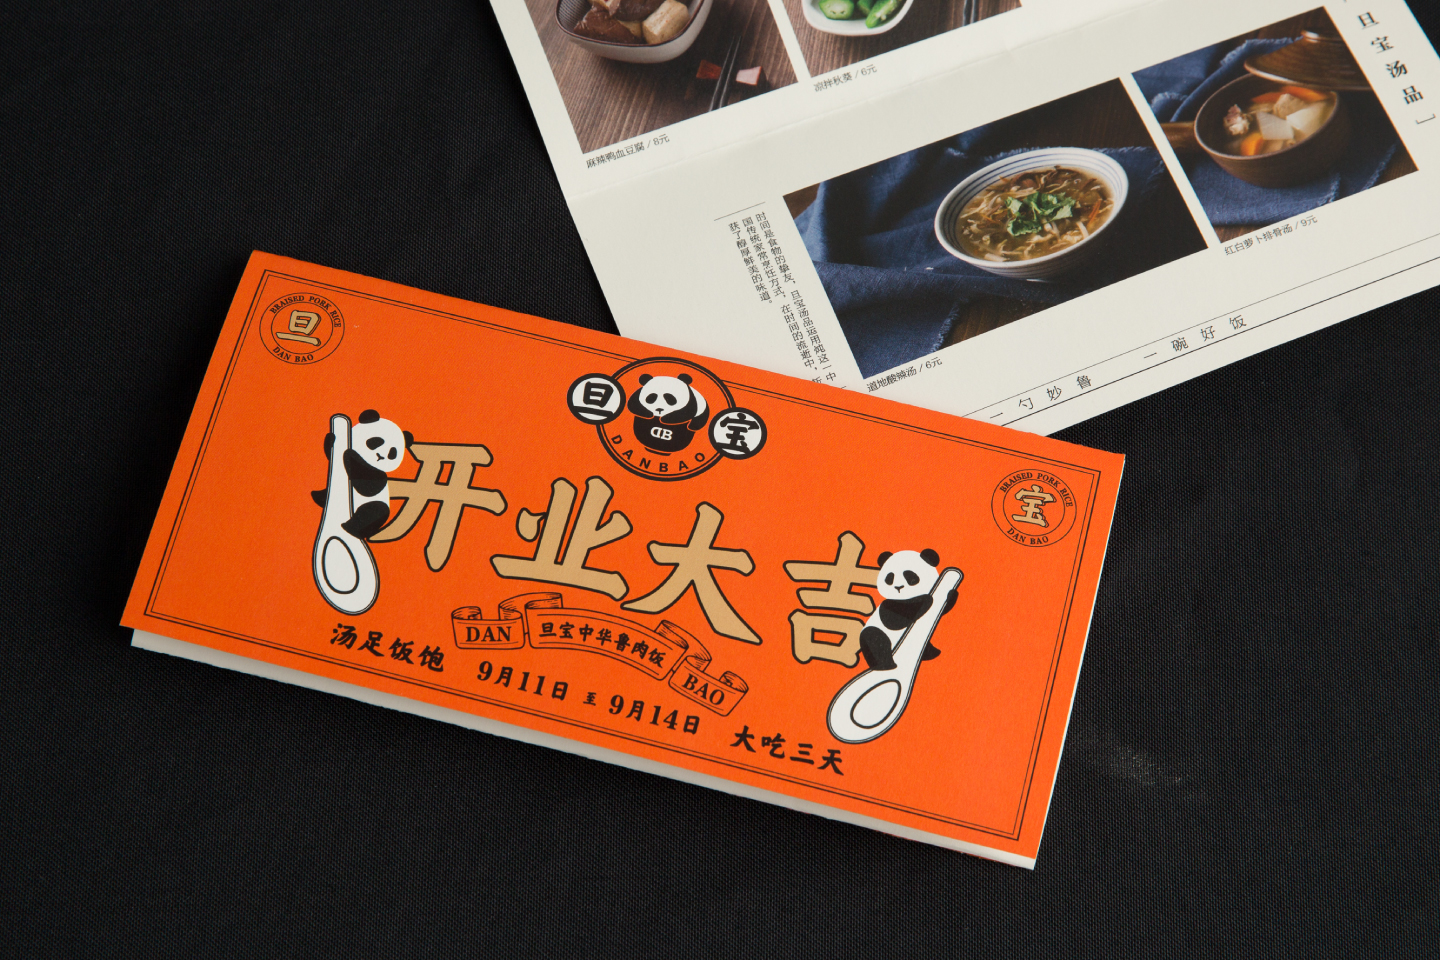 麻辣鸭血豆腐 / 8元
凉拌秋葵 / 6元
旦宝汤品
时间是食物的挚友，旦宝汤品运用炖这一中
国传统家常烹饪方式，在时间的流逝中，
获了醇厚鲜美的味道。
道地酸辣汤 / 6元
红白萝卜排骨汤 / 9元
一勺妙鲁 一碗好饭
BRAISED PORK RICE
旦
DAN BAO
旦
DB
宝
DANBAO
BRAISED PORK RICE
宝
DAN BAO
开业大吉
DAN
旦宝中华鲁肉饭
BAO
汤足饭饱
9月11日 至 9月14日
大吃三天